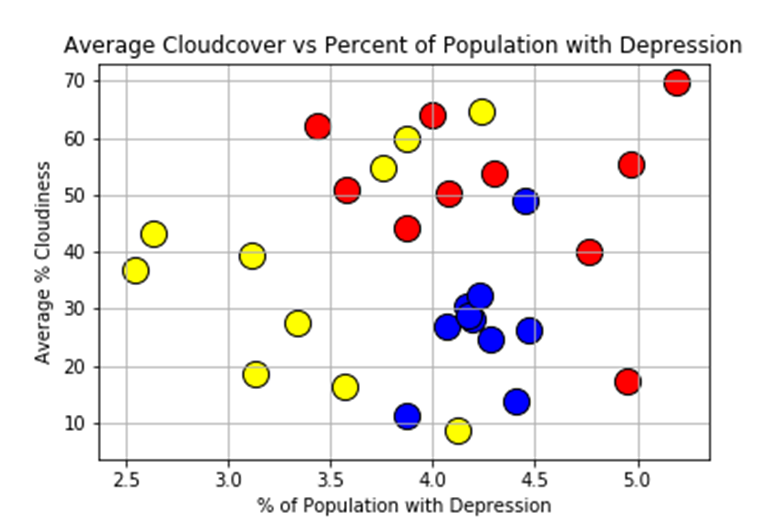 Average Cloudcover vs Percent of Population with Depression
Average % Cloudiness
70
60
50
40
30
20
10
2.5 3.0 3.5 4.0 4.5 5.0
% of Population with Depression